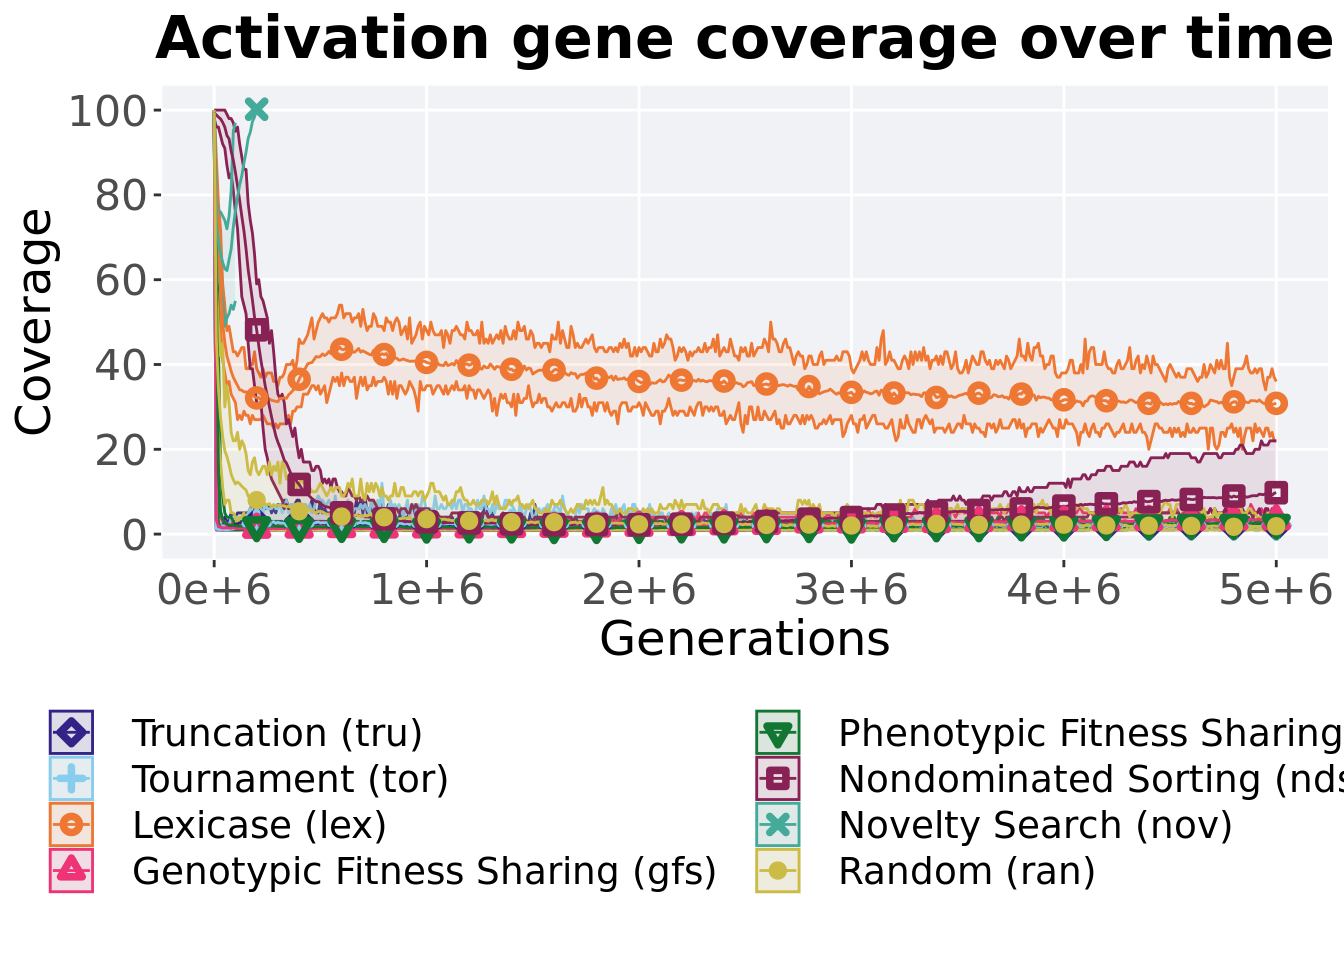 Activation gene coverage over time
Coverage
100
80
60
40
20
0
0e+6 1e+6 2e+6 3e+6 4e+6 5e+6
Generations
Truncation (tru)
Tournament (tor)
Lexicase (lex)
Genotypic Fitness Sharing (gfs)
Phenotypic Fitness Sharing
Nondominated Sorting (nds
Novelty Search (nov)
Random (ran)